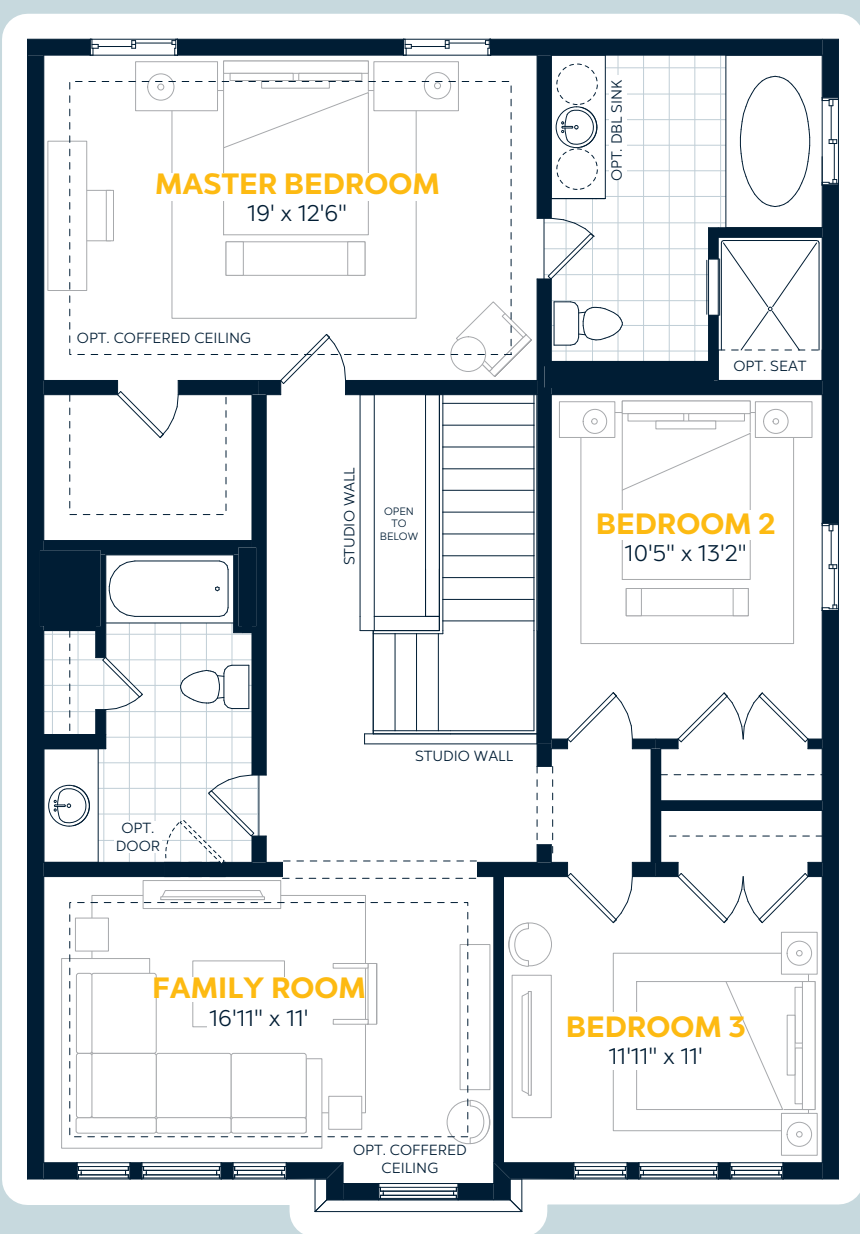 OPT. DBL SINK
MASTER BEDROOM
19' x 12'6"
OPT. COFFERED CEILING
OPT. SEAT
STUDIO WALL
OPEN
TO
BELOW
BEDROOM 2
10'5" x 13'2"
STUDIO WALL
OPT.
DOOR
FAMILY ROOM
16'11" x 11'
BEDROOM 3
11'11" x 11'
OPT. COFFERED
CEILING